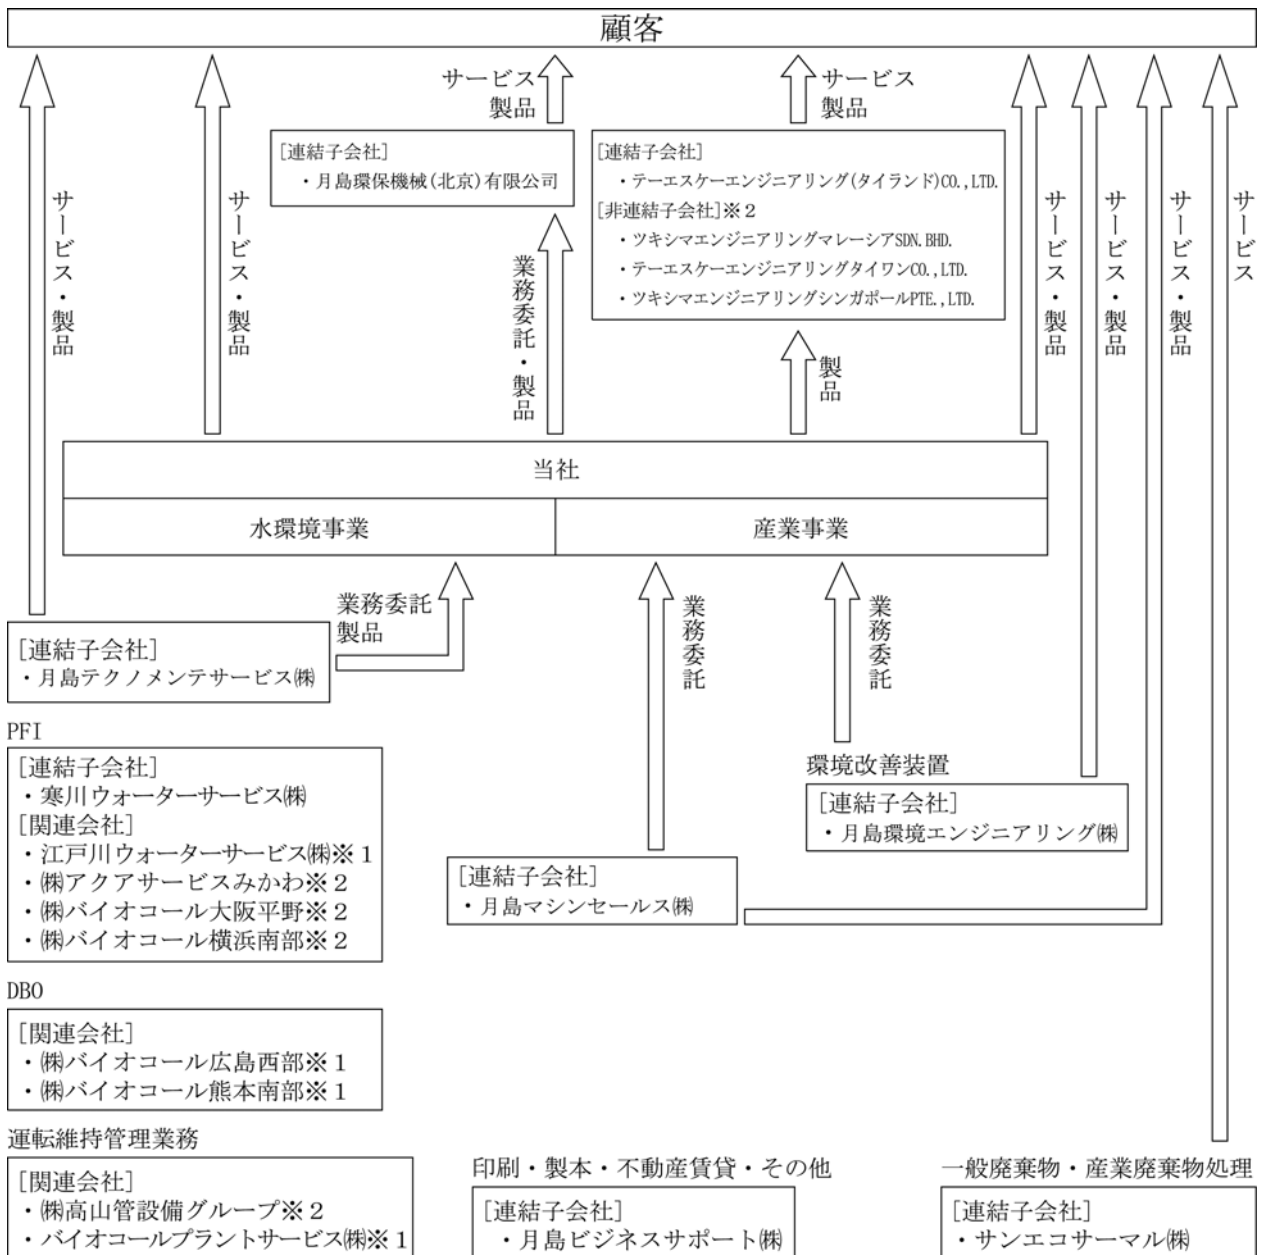 顧客
サービス
製品
サービス
製品
[連結子会社]
・月島環保機械(北京)有限公司
[連結子会社]
・テーエスケーエンジニアリング(タイランド)CO.,LTD.
[非連結子会社]※2
・ツキシマエンジニアリングマレーシアSDN.BHD.
・テーエスケーエンジニアリングタイワンCO.,LTD.
・ツキシマエンジニアリングシンガポールPTE.,LTD.
サービス・製品
サービス・製品
業務委託・製品
製品
サービス・製品
サービス・製品
サービス・製品
サービス
当社
水環境事業
産業事業
業務委託
製品
業務委託
業務委託
[連結子会社]
・月島テクノメンテサービス㈱
PFI
[連結子会社]
・寒川ウォーターサービス㈱
[関連会社]
・江戸川ウォーターサービス㈱※1
・㈱アクアサービスみかわ※2
・㈱バイオコール大阪平野※2
・㈱バイオコール横浜南部※2
環境改善装置
[連結子会社]
・月島環境エンジニアリング㈱
[連結子会社]
・月島マシンセールス㈱
DBO
[関連会社]
・㈱バイオコール広島西部※1
・㈱バイオコール熊本南部※1
運転維持管理業務
[関連会社]
・㈱高山管設備グループ※2
・バイオコールプラントサービス㈱※1
印刷・製本・不動産賃貸・その他
[連結子会社]
・月島ビジネスサポート㈱
一般廃棄物・産業廃棄物処理
[連結子会社]
・サンエコサーマル㈱